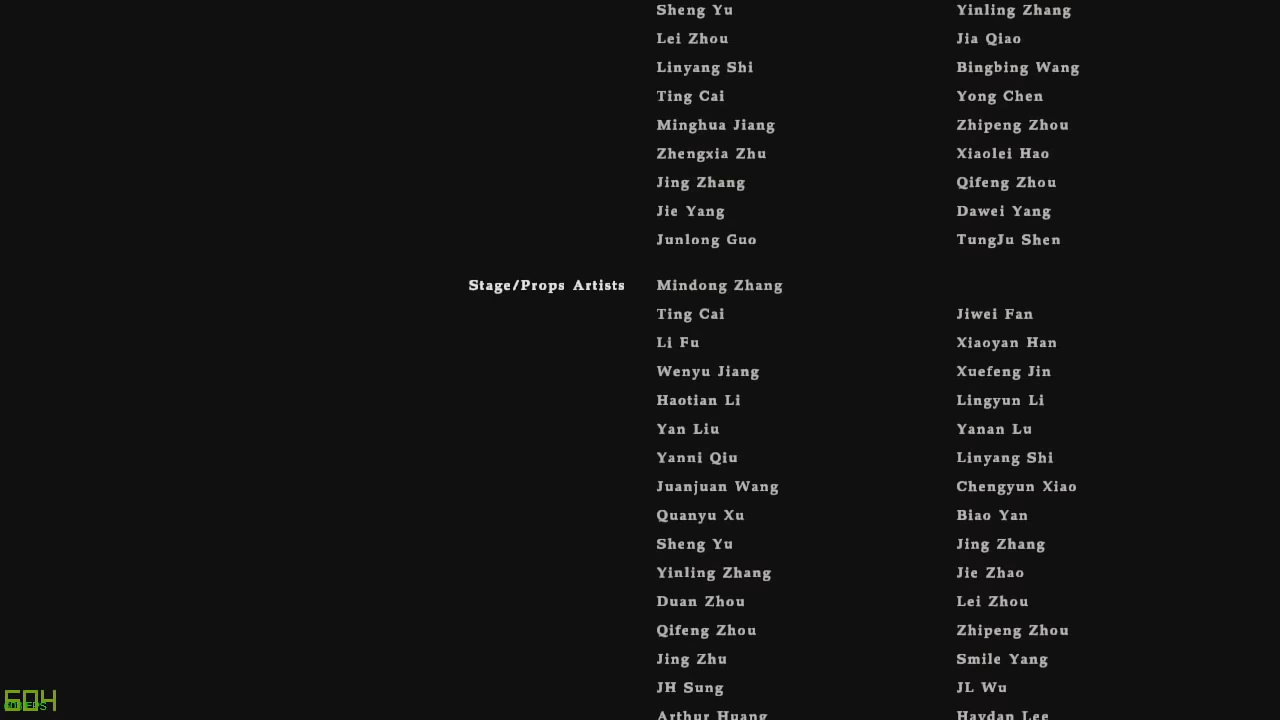 Sheng Yu Yinling Zhang
Lei Zhou Jia Qiao
Linyang Shi Bingbing Wang
Ting Cai Yong Chen
Minghua Jiang Zhipeng Zhou
Zhengxia Zhu Xiaolei Hao
Jing Zhang Qifeng Zhou
Jie Yang Dawei Yang
Junlong Guo TungJu Shen
Stage/Props Artists Mindong Zhang
Ting Cai Jiwei Fan
Li Fu Xiaoyan Han
Wenyu Jiang Xuefeng Jin
Haotian Li Lingyun Li
Yan Liu Yanan Lu
Yanni Qiu Linyang Shi
Juanjuan Wang Chengyun Xiao
Quanyu Xu Biao Yan
Sheng Yu Jing Zhang
Yinling Zhang Jie Zhao
Duan Zhou Lei Zhou
Qifeng Zhou Zhipeng Zhou
Jing Zhu Smile Yang
JH Sung JL Wu
Arthur Huang Haydan Lee
604